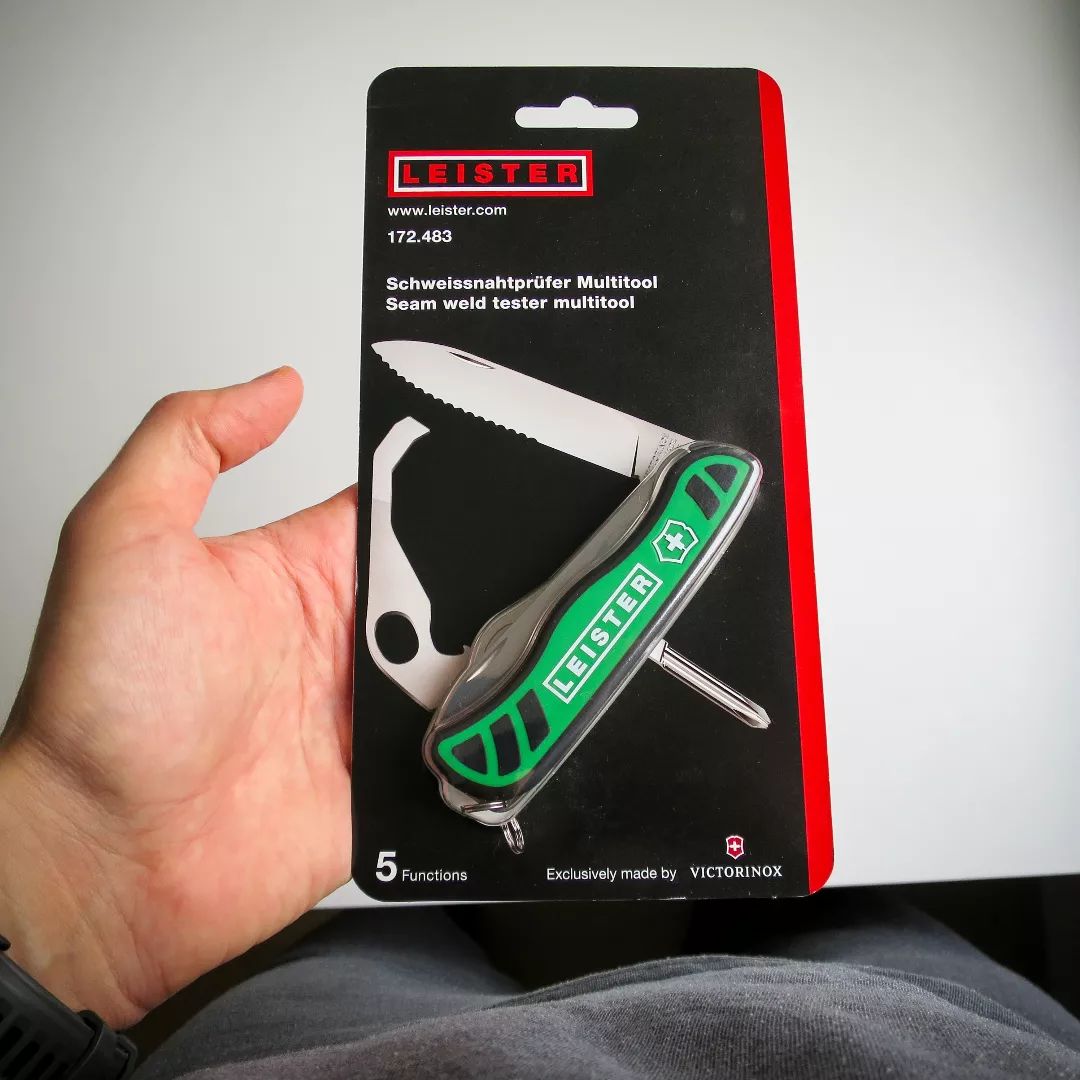 LEISTER
www.leister.com
172.483
Schweissnahtprüfer Multitool
Seam weld tester multitool
LEISTER
5 Functions
Exclusively made by VICTORINOX